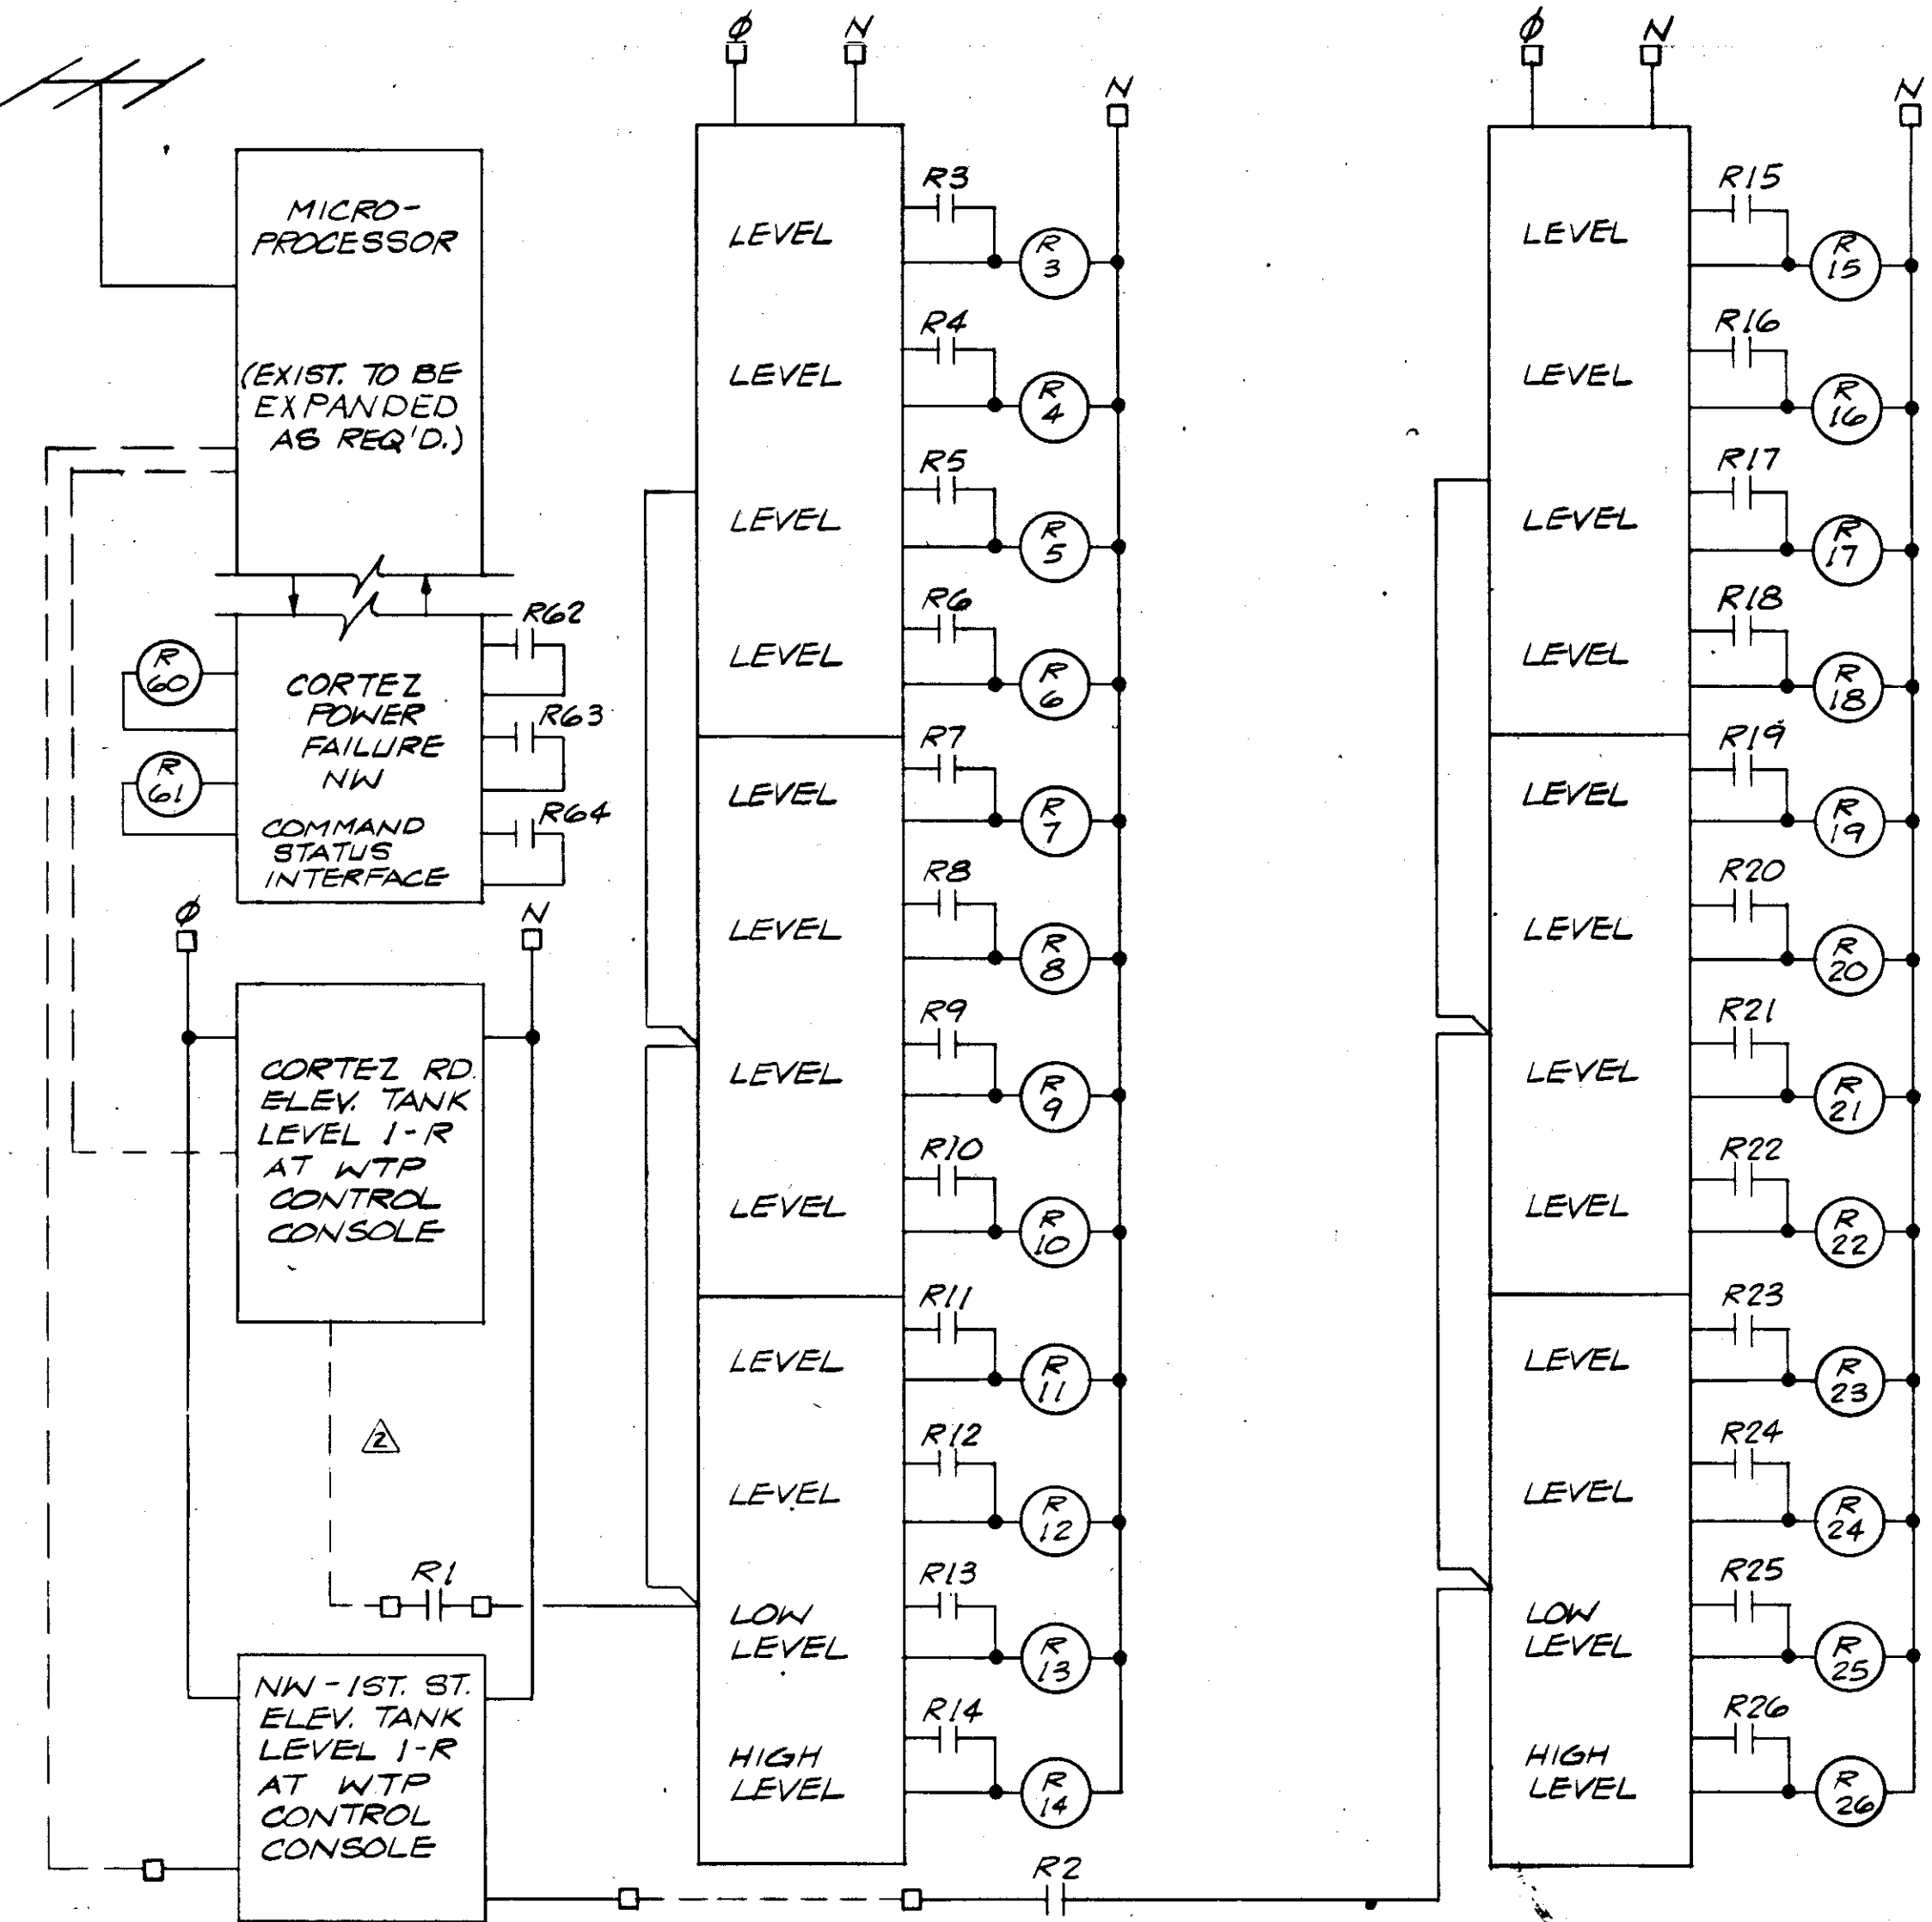 MICRO-
PROCESSOR
(EXIST. TO BE
EXPANDED
AS REQ'D.)
R62
R
60
CORTEZ
POWER
FAILURE
NW
R63
R
61
COMMAND
STATUS
INTERFACE
R64
Ø
N
CORTEZ RD.
ELEV. TANK
LEVEL 1-R
AT WTP
CONTROL
CONSOLE
2
R1
NW-1ST. ST.
ELEV. TANK
LEVEL 1-R
AT WTP
CONTROL
CONSOLE
R2
Ø
N
N
LEVEL
R3
R
3
LEVEL
R4
R
4
LEVEL
R5
R
5
LEVEL
R6
R
6
LEVEL
R7
R
7
LEVEL
R8
R
8
LEVEL
R9
R
9
LEVEL
R10
R
10
LEVEL
R11
R
11
LEVEL
R12
R
12
LOW
LEVEL
R13
R
13
HIGH
LEVEL
R14
R
14
Ø
N
N
LEVEL
R15
R
15
LEVEL
R16
R
16
LEVEL
R17
R
17
LEVEL
R18
R
18
LEVEL
R19
R
19
LEVEL
R20
R
20
LEVEL
R21
R
21
LEVEL
R22
R
22
LEVEL
R23
R
23
LEVEL
R24
R
24
LOW
LEVEL
R25
R
25
HIGH
LEVEL
R26
R
26